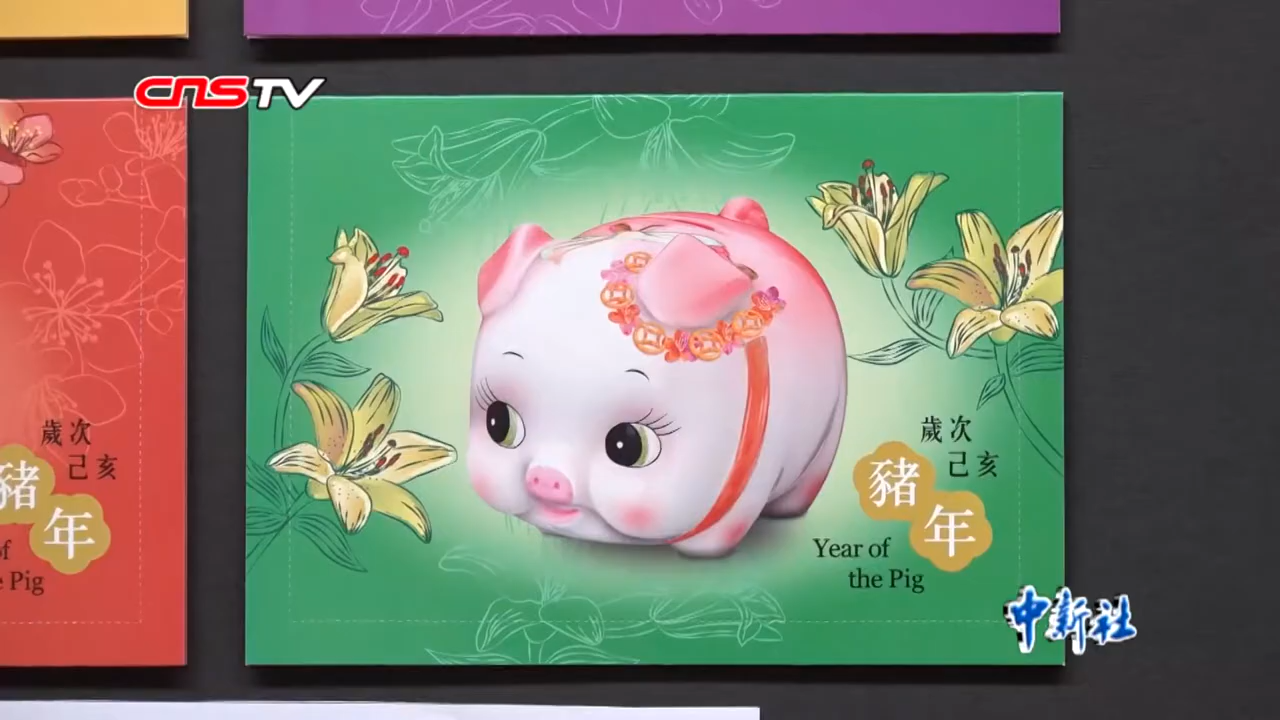 CNSTV
歲次
己亥
豬
年
of
e Pig
歲次
己亥
豬
年
Year of
the Pig
中新社